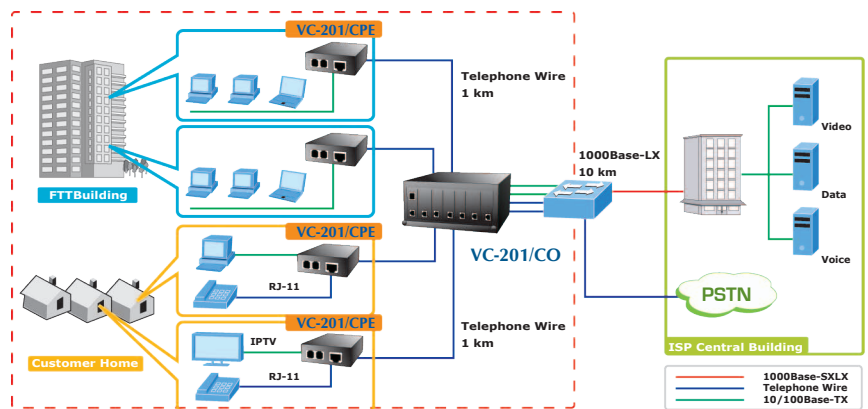 VC-201/CPE
Telephone Wire
1 km
FTTBuilding
1000Base-LX
10 km
Video
Data
Voice
VC-201/CO
VC-201/CPE
RJ-11
PSTN
VC-201/CPE
IPTV
RJ-11
Telephone Wire
1 km
Customer Home
ISP Central Building
1000Base-SXLX
Telephone Wire
10/100Base-TX